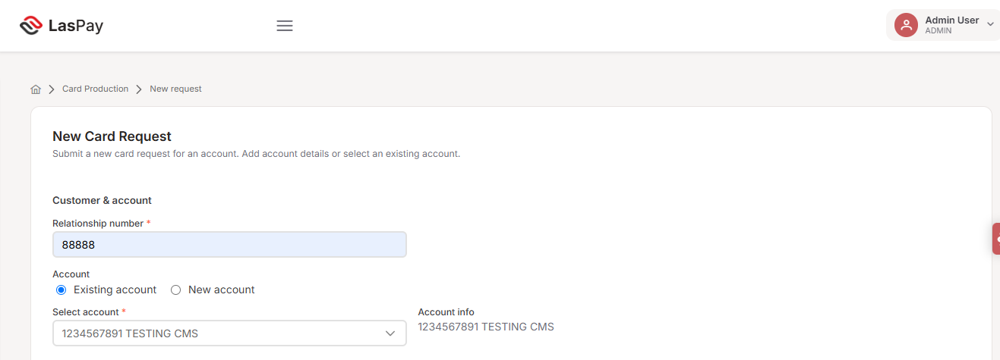 LasPay
Admin User
ADMIN
Card Production
New request
New Card Request
Submit a new card request for an account. Add account details or select an existing account.
Customer & account
Relationship number *
88888
Account
Existing account
New account
Select account *
Account info
1234567891 TESTING CMS
1234567891 TESTING CMS